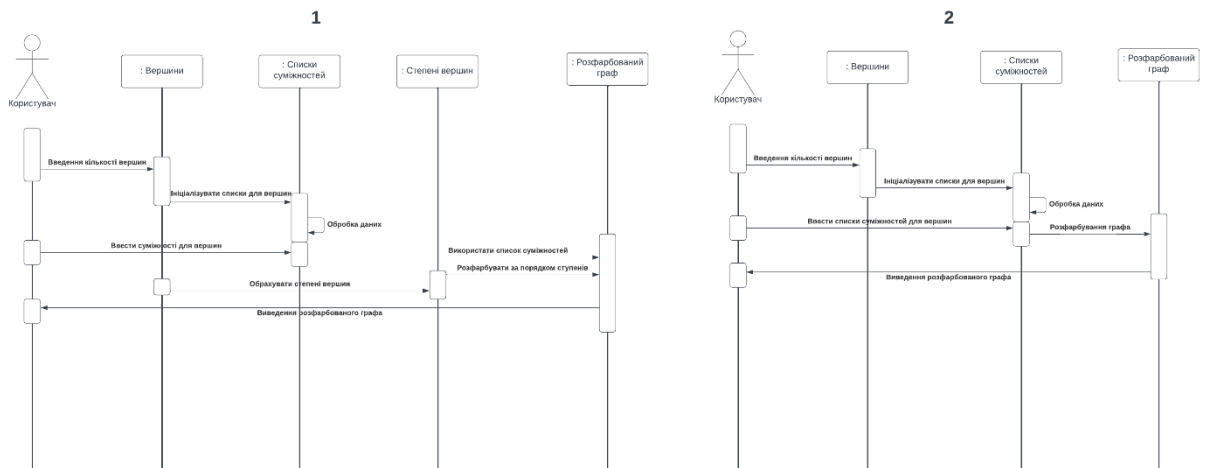 1
Користувач
: Вершини
: Списки
суміжностей
: Степені вершин
: Розфарбований
граф
Введення кількості вершин
Ініціалізувати списки для вершин
Обробка даних
Ввести суміжності для вершин
Використати список суміжностей
Розфарбувати за порядком ступенів
Обрахувати степені вершин
Виведення розфарбованого графа
2
Користувач
: Вершини
: Списки
суміжностей
: Розфарбований
граф
Введення кількості вершин
Ініціалізувати списки для вершин
Обробка даних
Ввести списки суміжностей для вершин
Розфарбування графа
Виведення розфарбованого графа